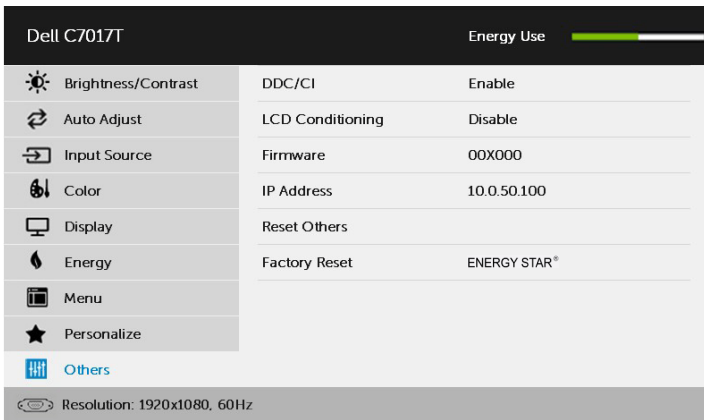 Dell C7017T Energy Use
Brightness/Contrast DDC/CI Enable
Auto Adjust LCD Conditioning Disable
Input Source Firmware 00X000
Color IP Address 10.0.50.100
Display Reset Others
Energy Factory Reset ENERGY STAR®
Menu
Personalize
Others
Resolution: 1920x1080, 60Hz